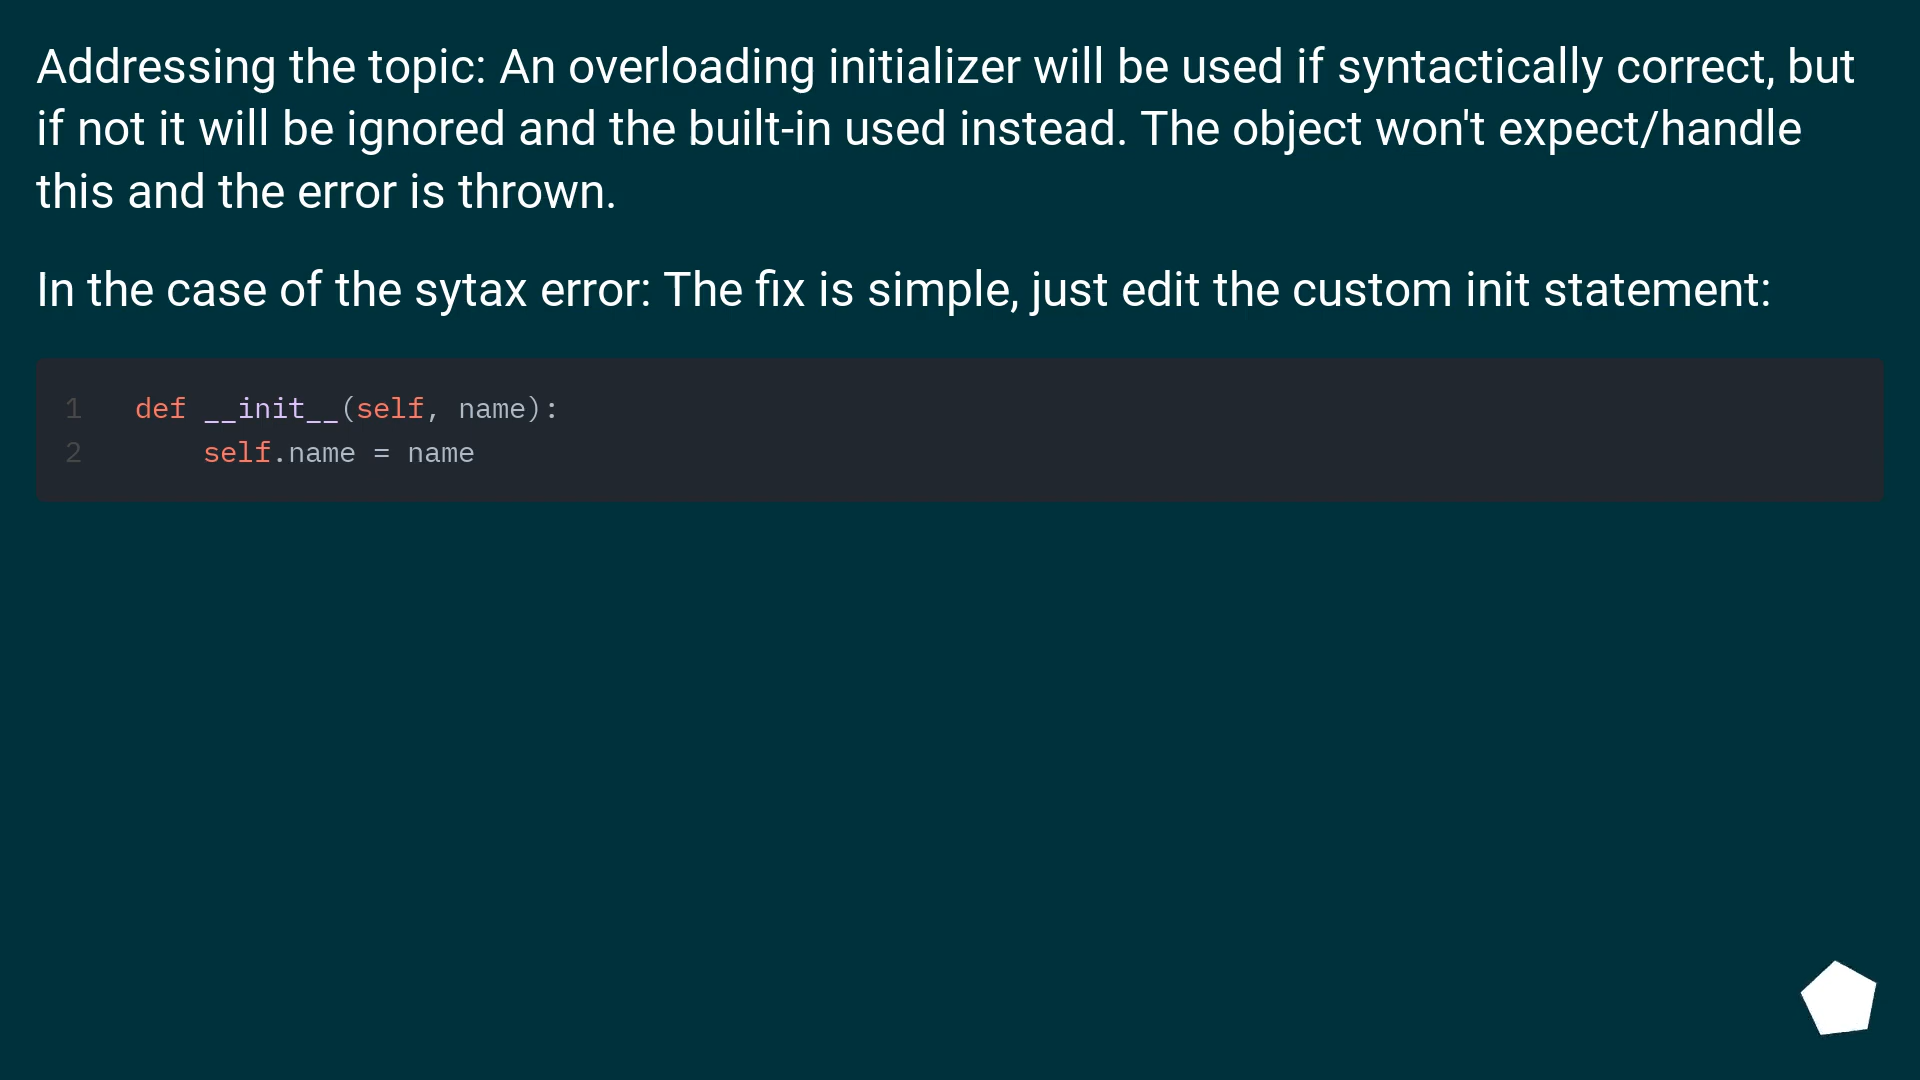 Addressing the topic: An overloading initializer will be used if syntactically correct, but
if not it will be ignored and the built-in used instead. The object won't expect/handle
this and the error is thrown.
In the case of the sytax error: The fix is simple, just edit the custom init statement:
1 def __init__(self, name):
2 self.name = name